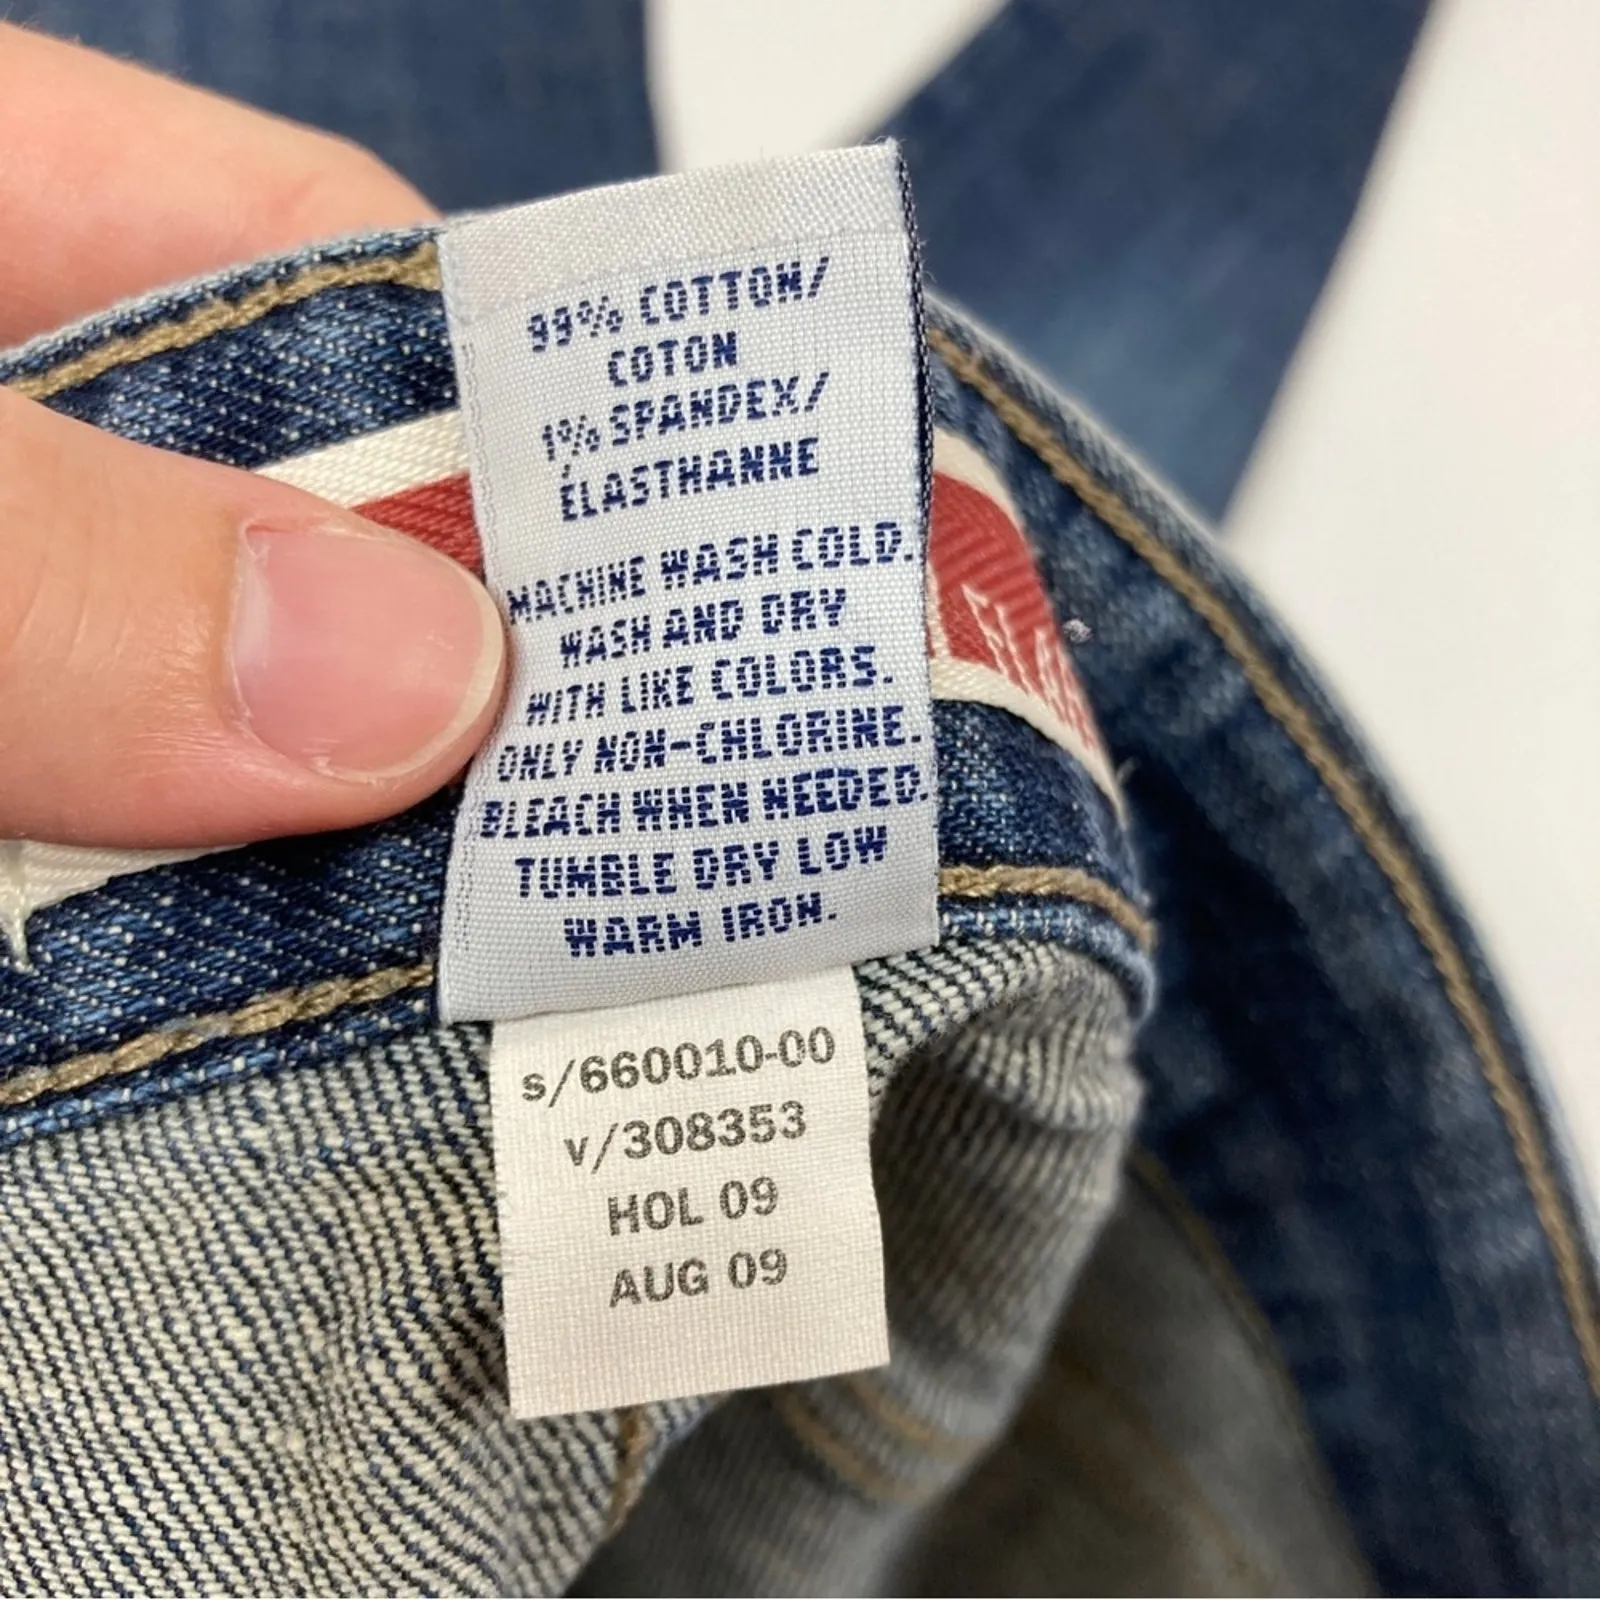 99% COTTON/
COTON
1% SPANDEX/
ÉLASTHANNE
MACHINE WASH COLD.
WASH AND DRY
WITH LIKE COLORS.
ONLY NON-CHLORINE.
BLEACH WHEN NEEDED.
TUMBLE DRY LOW
WARM IRON.
s/660010-00
v/308353
HOL 09
AUG 09